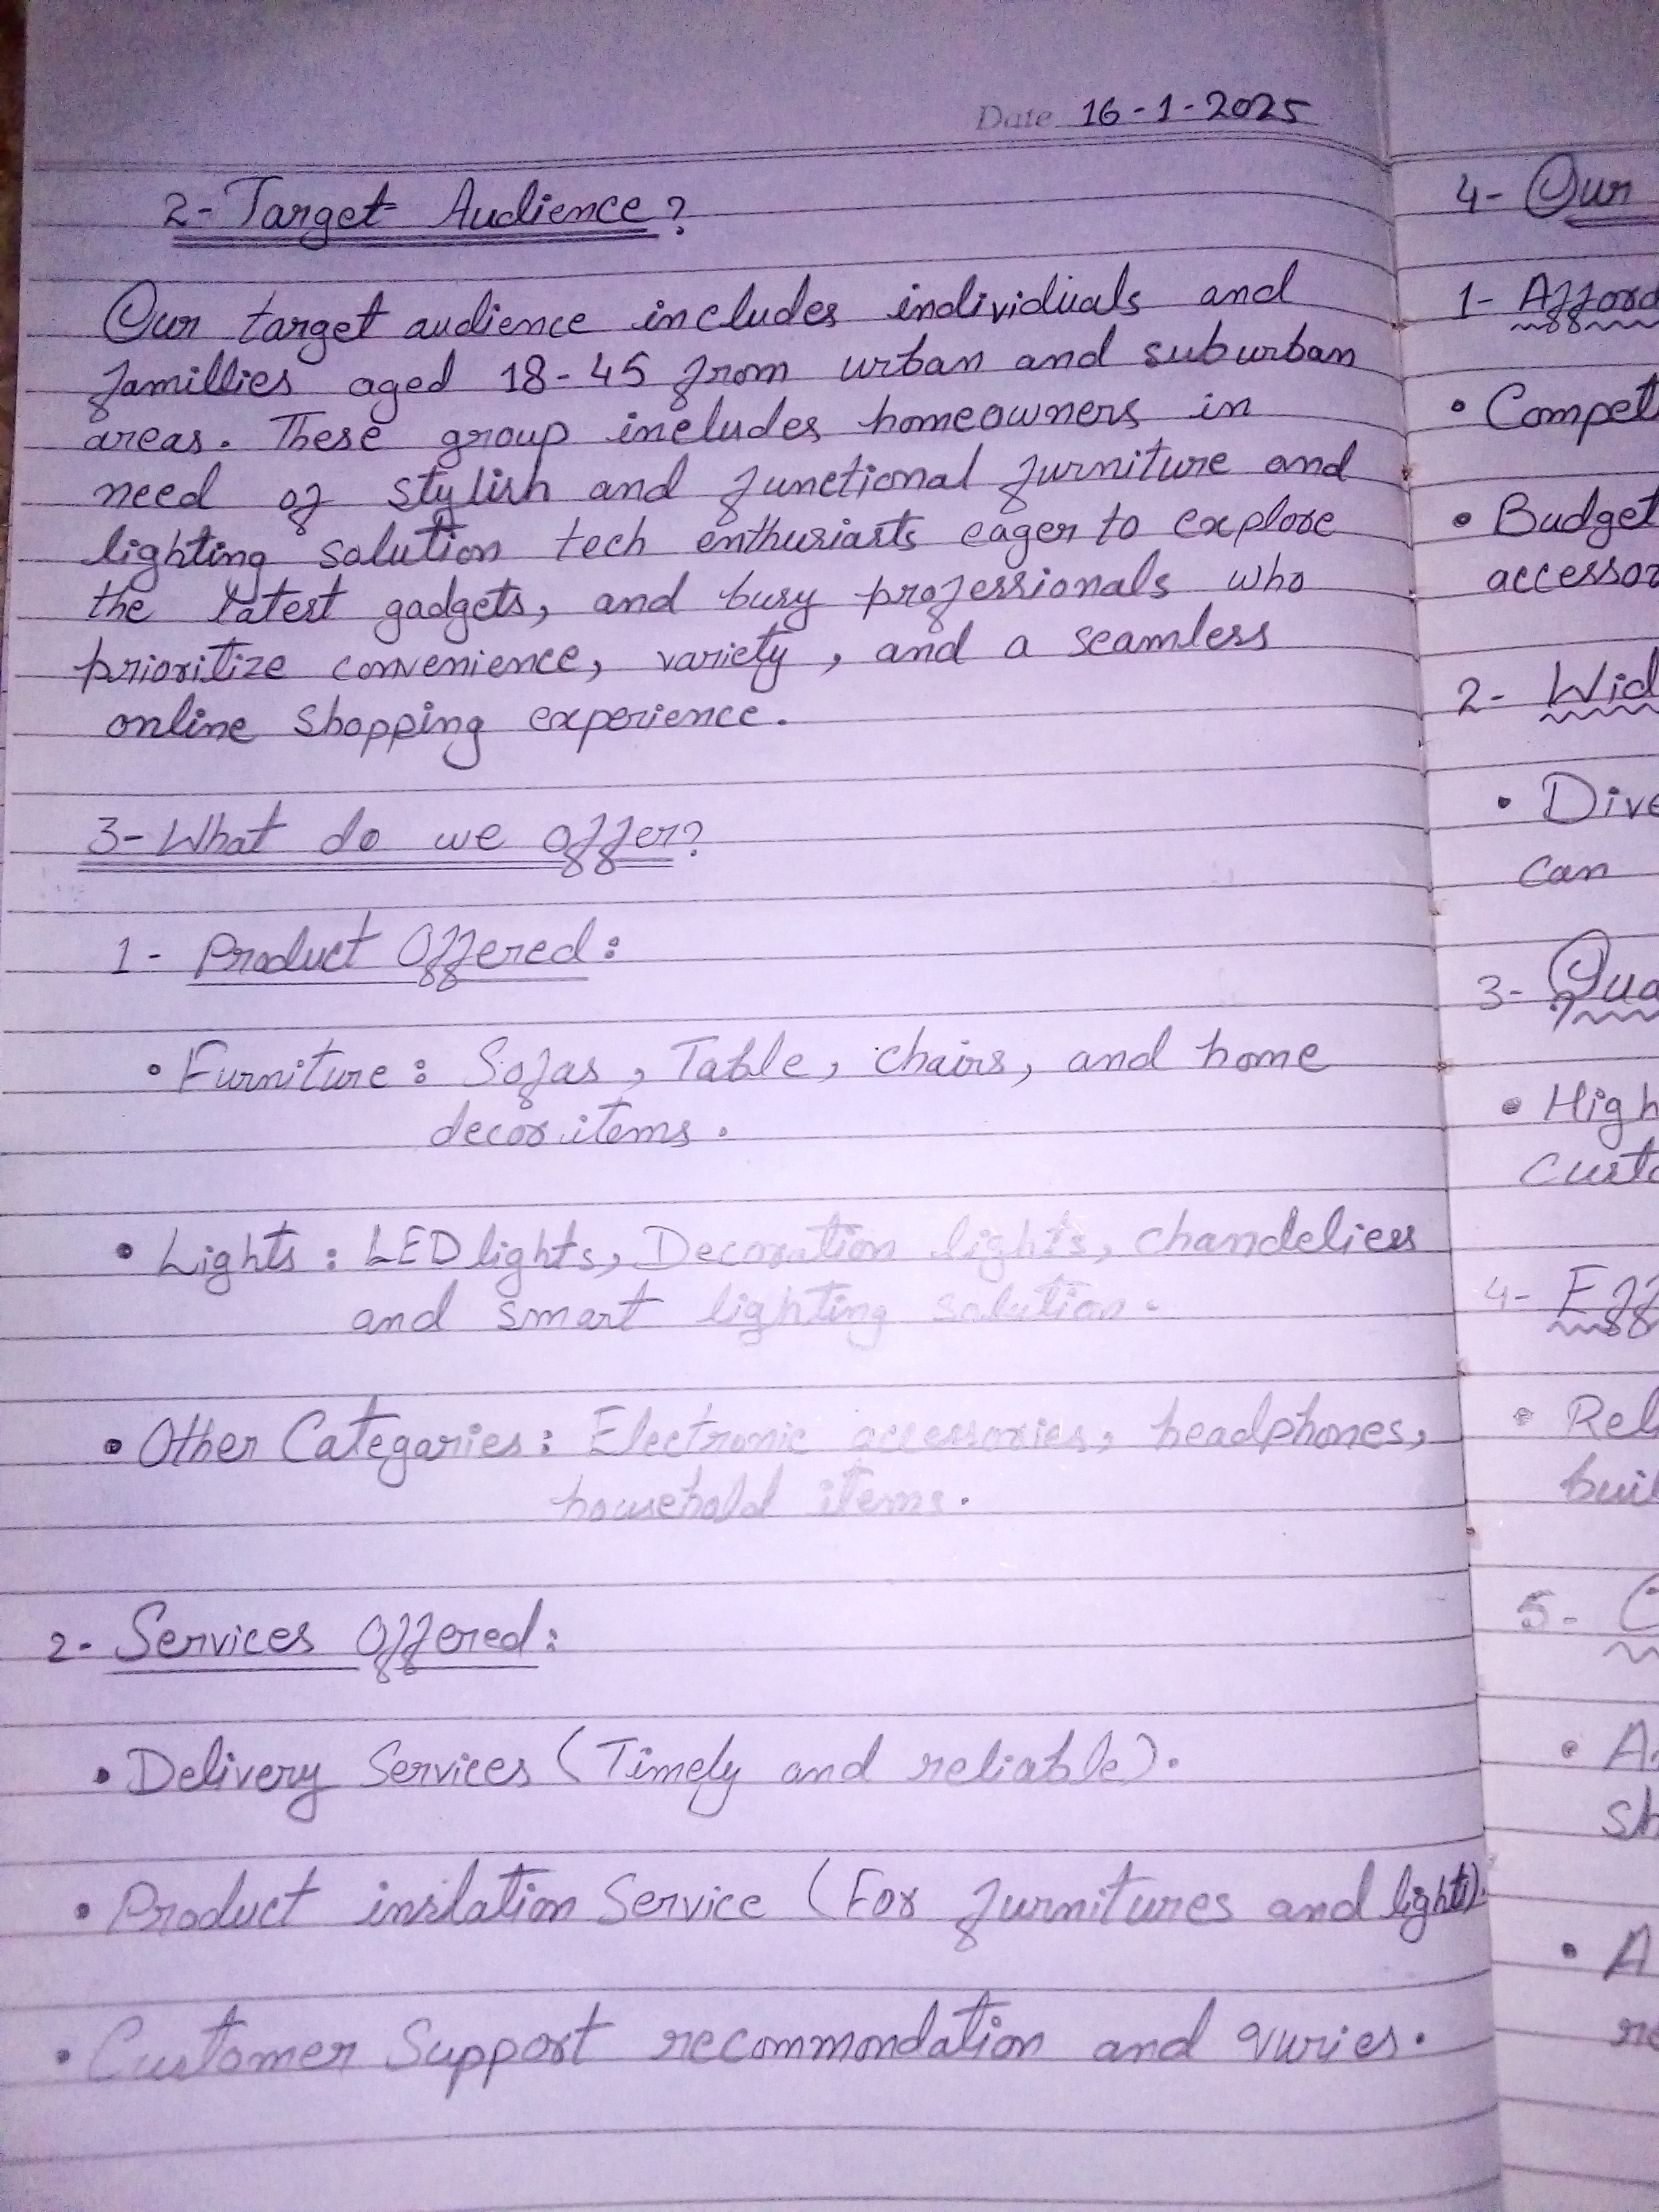 Date 16-1-2025
2- Target Audience?
Our target audience includes individuals and
famillies aged 18-45 from urban and suburban
areas. These group includes homeowners in
need of stylish and functional furniture and
lighting solution tech enthusiasts eager to explore
the latest gadgets, and busy professionals who
prioritize convenience, variety, and a seamless
online shopping experience.
3- What do we offer?
1- Product Offered:
• Furniture: Sofas, Table, chairs, and home
decor items.
• Lights: LED lights, Decoration lights, chandeliers
and smart lighting solution.
• Other Categaries: Electronic accessories, headphones,
household items.
2- Services Offered:
• Delivery Services (Timely and reliable).
• Product inslation Service (For furnitures and lights).
• Customer Support recommondation and quries.
4- Our
1- Afford
• Compet
• Budget
accessor
2- Wid
• Dive
can
3- Qua
• High
custo
4- Eff
• Rel
buil
5- C
• A
sh
• A
re